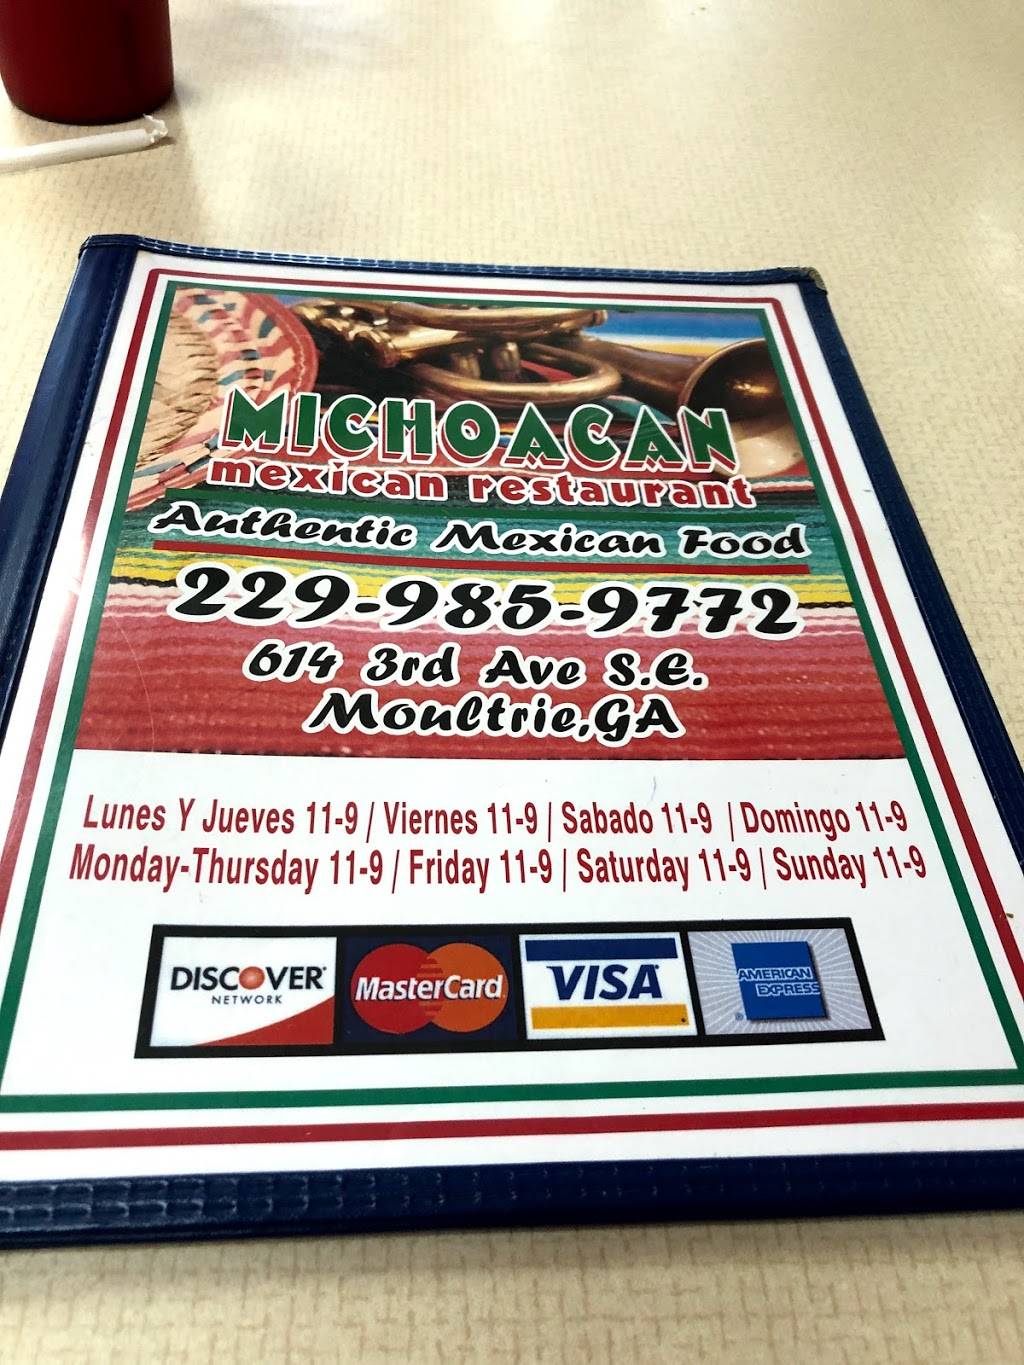 MICHOACAN
mexican restaurant
Authentic Mexican Food
229-985-9772
614 3rd Ave S.E.
Moultrie,GA
Lunes Y Jueves 11-9 / Viernes 11-9 | Sabado 11-9 | Domingo 11-9
Monday-Thursday 11-9 / Friday 11-9 | Saturday 11-9 | Sunday 11-9
DISCOVER® MasterCard VISA AMERICAN EXPRESS®
NETWORK